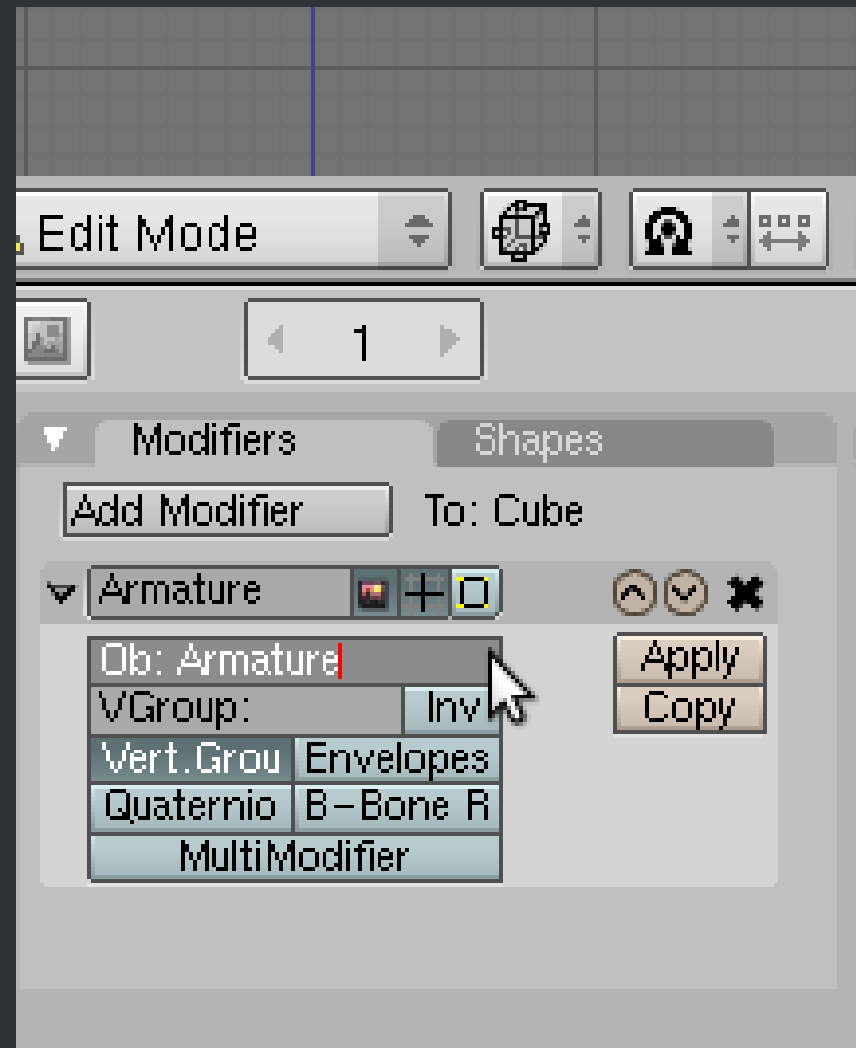 Edit Mode
1
Modifiers Shapes
Add Modifier To: Cube
Armature
Ob: Armature Apply
VGroup: Inv Copy
Vert.Grou Envelopes
Quaternio B-Bone R
MultiModifier